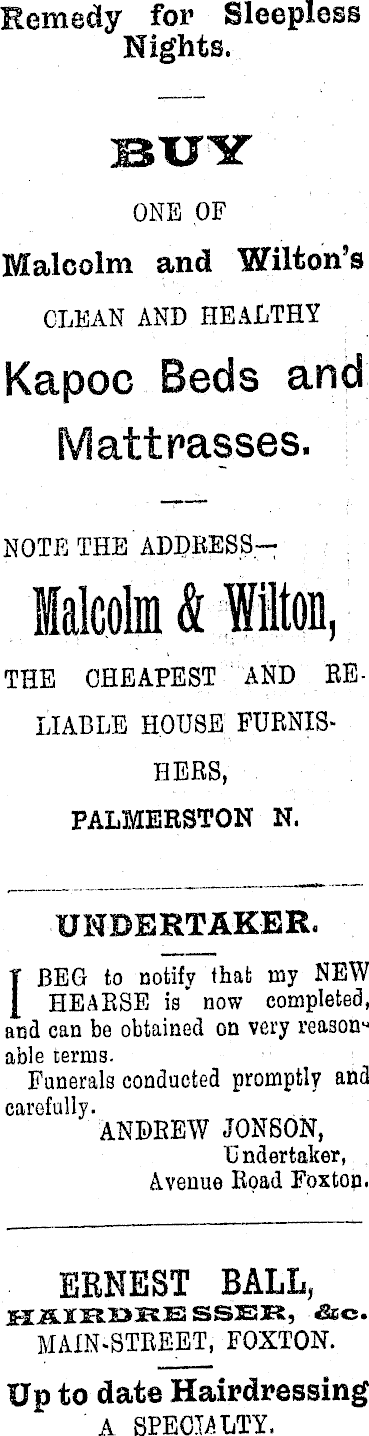 Remedy for Sleepless
Nights.
BUY
ONE OF
Malcolm and Wilton's
CLEAN AND HEALTHY
Kapoc Beds and
Mattrasses.
NOTE THE ADDRESS—
Malcolm & Wilton,
THE CHEAPEST AND RE-
LIABLE HOUSE FURNIS-
HERS,
PALMERSTON N.
UNDERTAKER.
I BEG to notify that my NEW
HEARSE is now completed,
and can be obtained on very reason-
able terms.
Funerals conducted promptly and
carefully.
ANDREW JONSON,
Undertaker,
Avenue Road Foxton.
ERNEST BALL,
HAIRDRESSER, &c.
MAIN-STREET, FOXTON.
Up to date Hairdressing
A SPECIALTY.